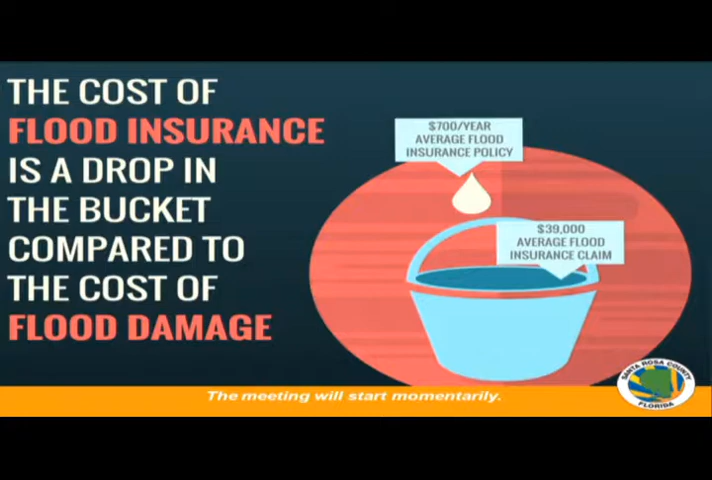 THE COST OF
FLOOD INSURANCE
IS A DROP IN
THE BUCKET
COMPARED TO
THE COST OF
FLOOD DAMAGE
$700/YEAR
AVERAGE FLOOD
INSURANCE POLICY
$39,000
AVERAGE FLOOD
INSURANCE CLAIM
The meeting will start momentarily.
SANTA ROSA COUNTY
FLORIDA